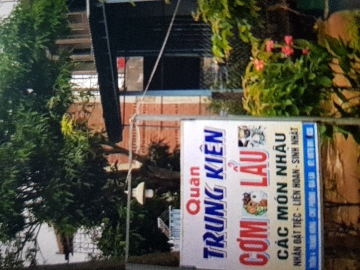 Quán
TRUNG KIÊN
CƠM LẨU
CÁC MÓN NHẬU
NHẬN ĐẶT TIỆC - LIÊN HOAN - SINH NHẬT